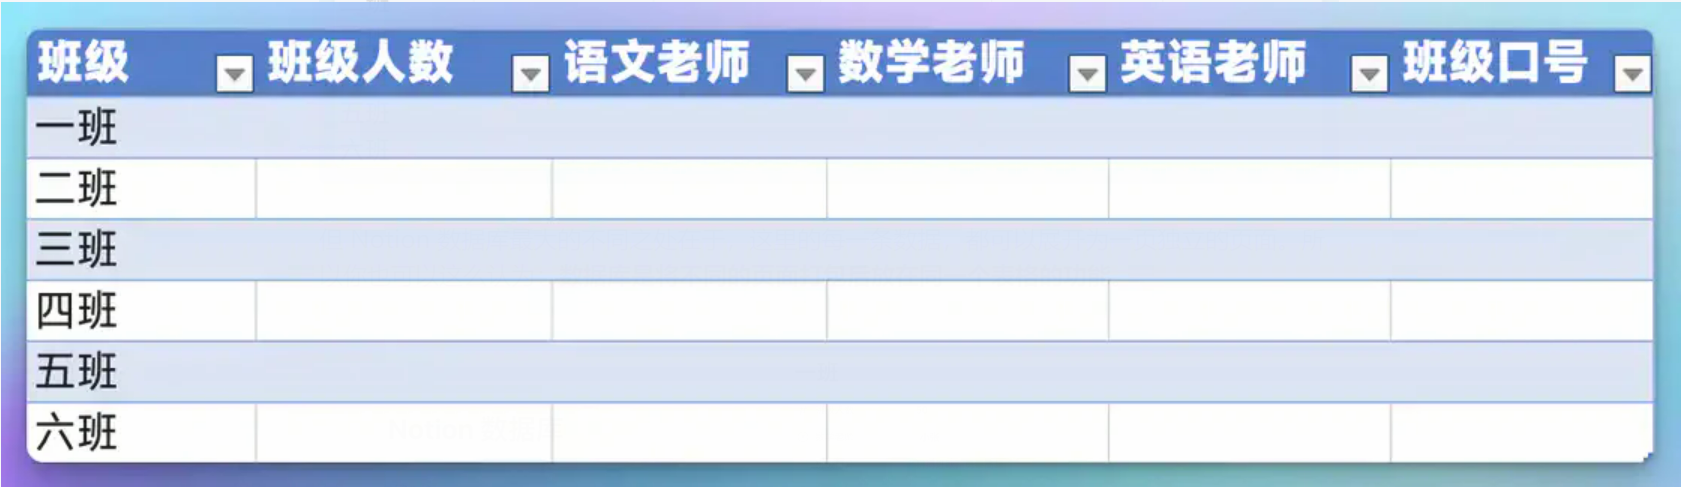 班级 班级人数 语文老师 数学老师 英语老师 班级口号
一班
二班
三班
四班
五班
六班